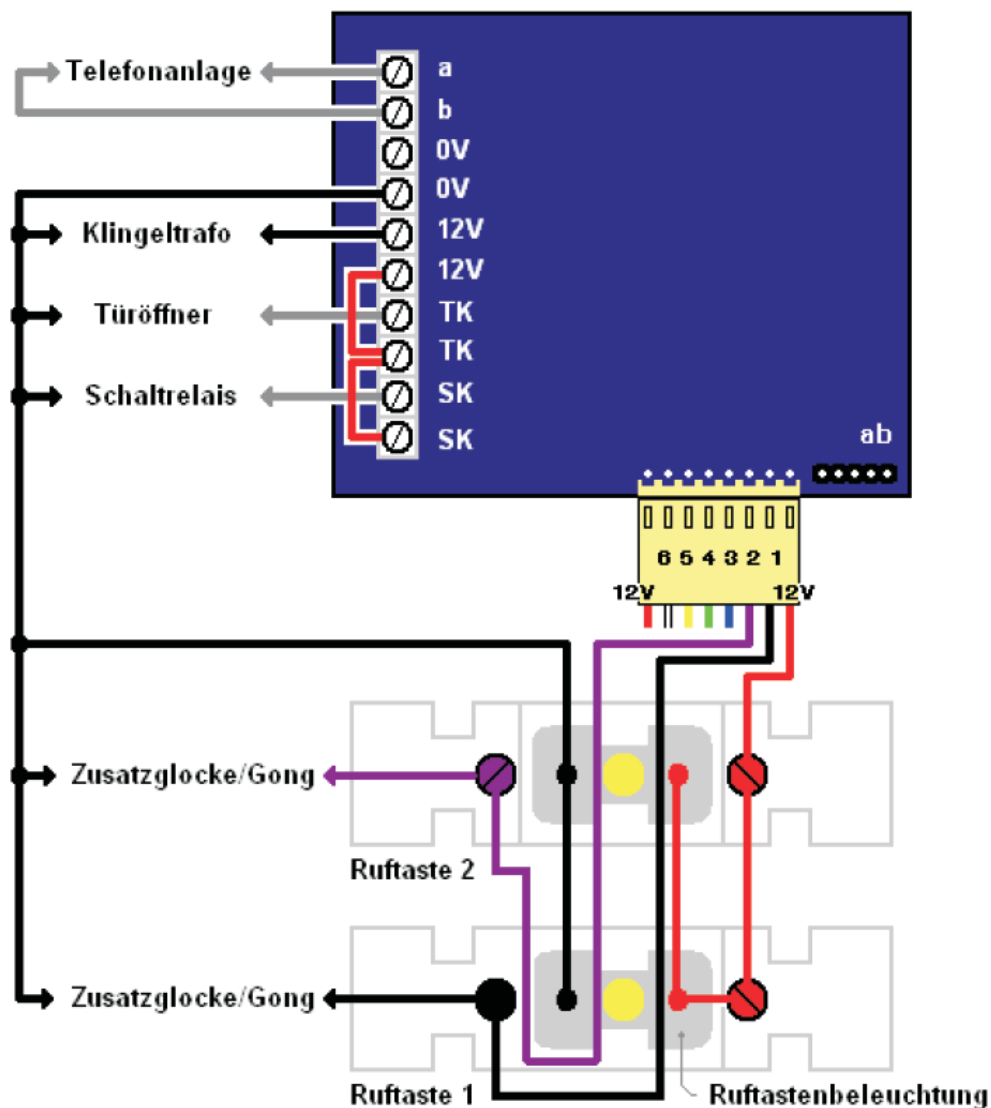 Telefonanlage
a
b
0V
0V
Klingeltrafo
12V
12V
Türöffner
TK
TK
Schaltrelais
SK
SK
ab
6 5 4 3 2 1
12V 12V
Zusatzglocke/Gong
Ruftaste 2
Zusatzglocke/Gong
Ruftaste 1
Ruftastenbeleuchtung